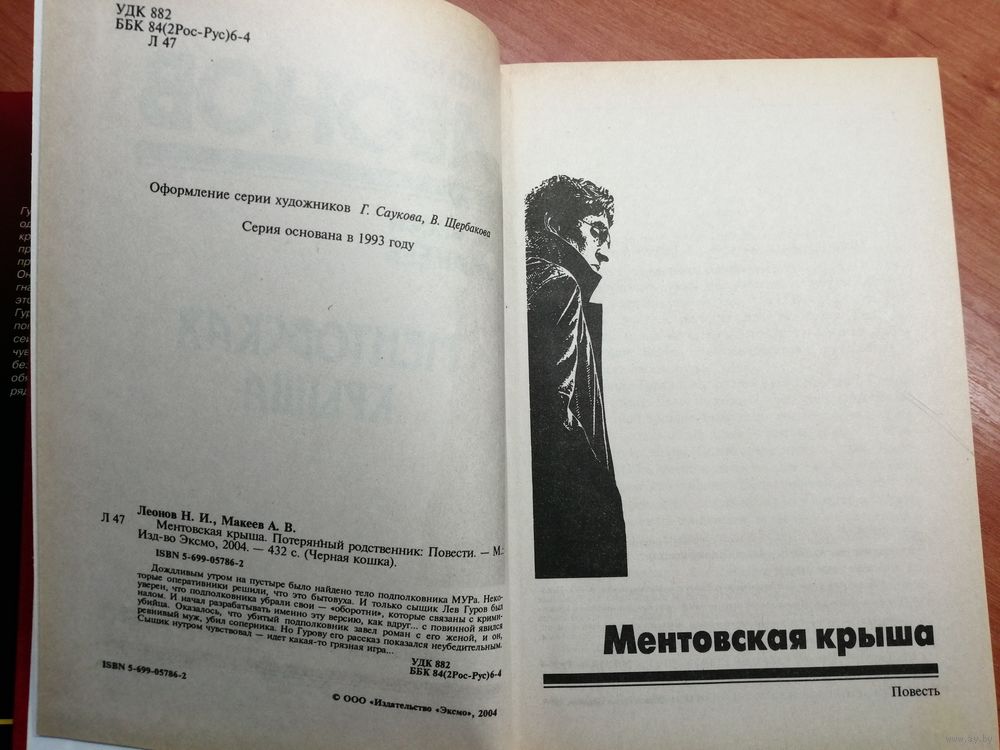 УДК 882
ББК 84(2Рос-Рус)6-4
Л 47
Оформление серии художников Г. Саукова, В. Щербакова
Серия основана в 1993 году
Леонов Н. И., Макеев А. В.
Л 47 Ментовская крыша. Потерянный родственник: Повести. — М.:
Изд-во Эксмо, 2004. — 432 с. (Черная кошка).
ISBN 5-699-05786-2
Дождливым утром на пустыре было найдено тело подполковника МУРа. Неко-
торые оперативники решили, что это бытовуха. И только сыщик Лев Гуров был
уверен, что подполковника убрали свои — «оборотни», которые связаны с крими-
налом. И начал разрабатывать именно эту версию, как вдруг... с повинной явился
убийца. Оказалось, что убитый подполковник завел роман с его женой, и он,
ревнивый муж, убил соперника. Но Гурову его рассказ показался неубедительным.
Сыщик нутром чувствовал — идет какая-то грязная игра...
УДК 882
ББК 84(2Рос-Рус)6-4
ISBN 5-699-05786-2
© ООО «Издательство «Эксмо», 2004
Ментовская крыша
Повесть
www.ay.by